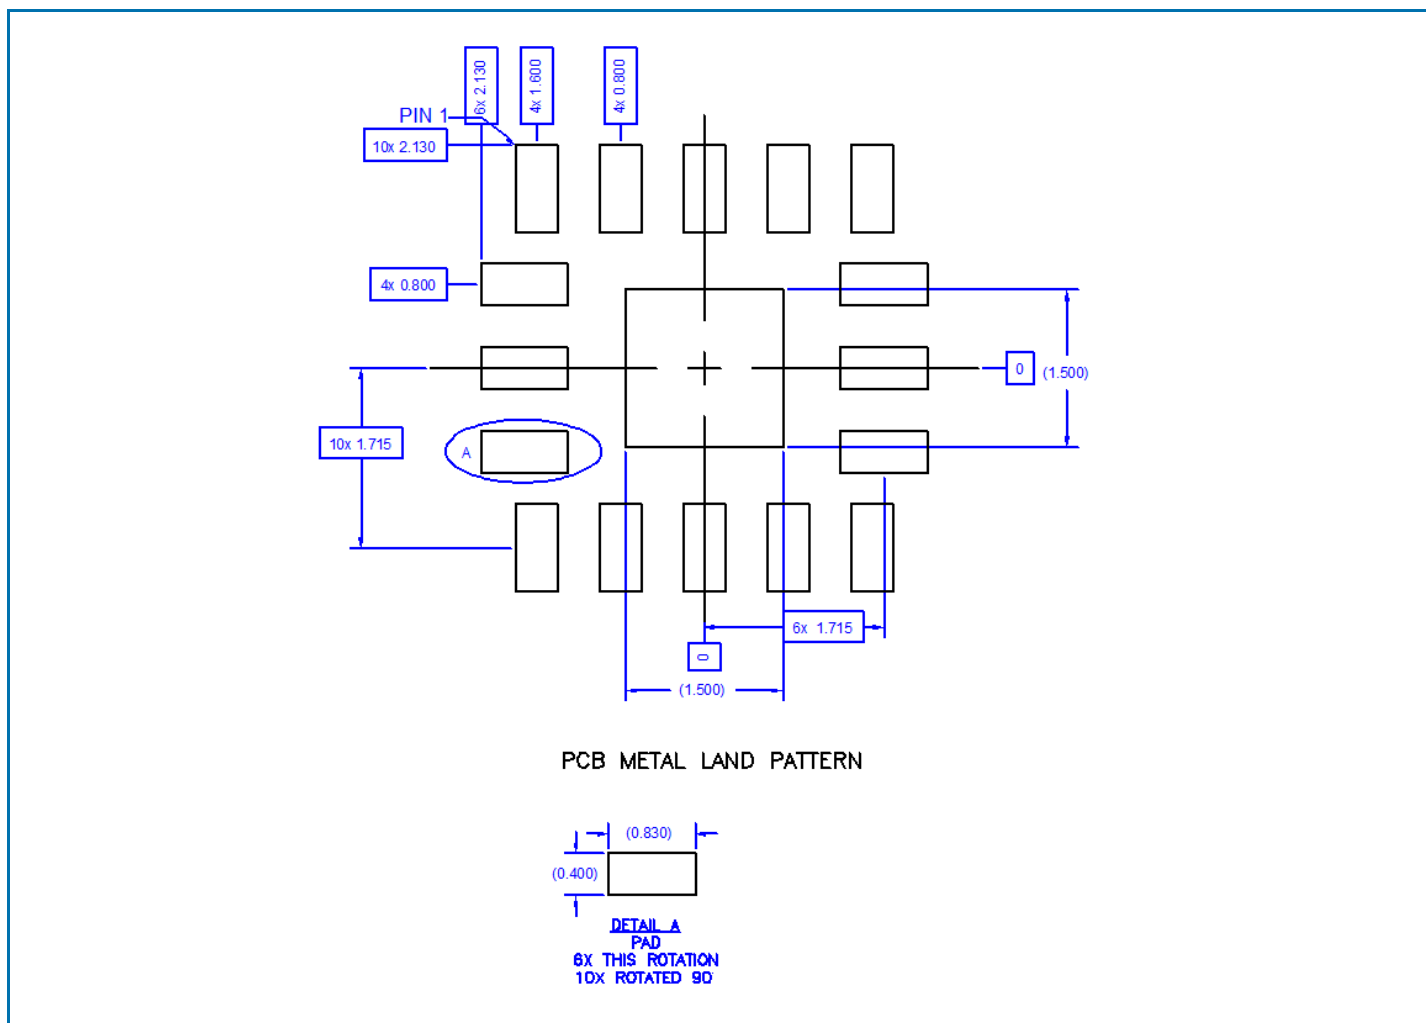 6x 2.130
4x 1.600
4x 0.800
PIN 1
10x 2.130
4x 0.800
0
(1.500)
10x 1.715
A
6x 1.715
0
(1.500)
PCB METAL LAND PATTERN
(0.830)
(0.400)
DETAIL A
PAD
6X THIS ROTATION
10X ROTATED 90